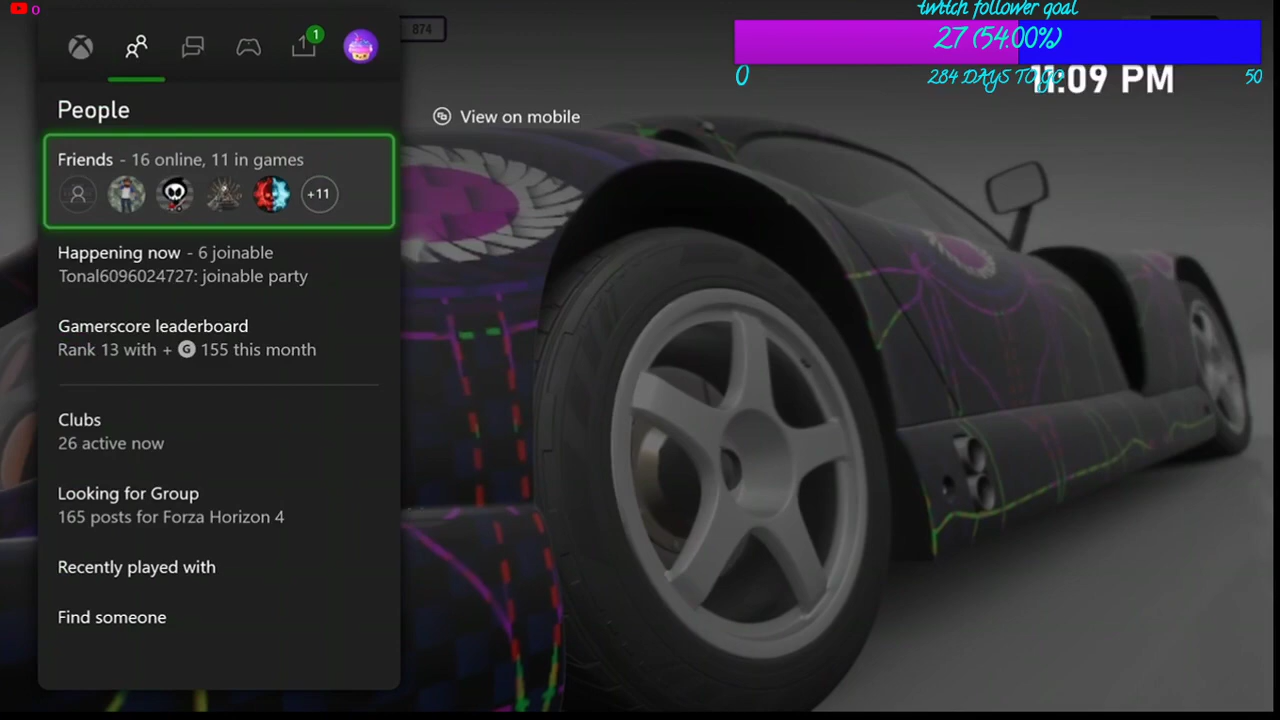 0
1
874
twitch follower goal
27 (54.00%)
0
284 DAYS TO GO
50
11:09 PM
People
View on mobile
Friends - 16 online, 11 in games
+11
Happening now - 6 joinable
Tonal6096024727: joinable party
Gamerscore leaderboard
Rank 13 with + G 155 this month
Clubs
26 active now
Looking for Group
165 posts for Forza Horizon 4
Recently played with
Find someone